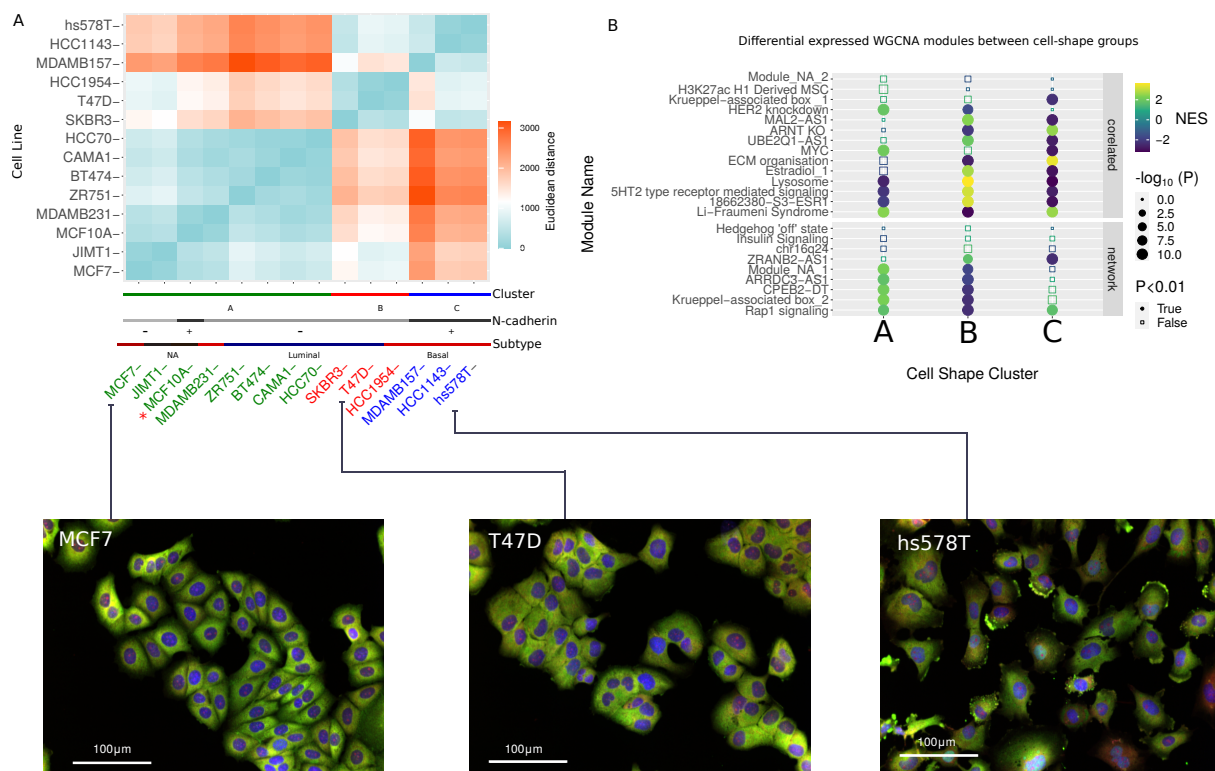 A
hs578T
HCC1143
MDAMB157
HCC1954
T47D
SKBR3
HCC70
CAMA1
BT474
ZR751
MDAMB231
MCF10A
JIMT1
MCF7
Cell Line
3000
2000
1000
0
Euclidean distance
Cluster
A B C
N-cadherin
– + – +
Subtype
NA Luminal Basal
MCF7
JIMT1
* MCF10A
MDAMB231
ZR751
BT474
CAMA1
HCC70
SKBR3
T47D
HCC1954
MDAMB157
HCC1143
hs578T
B
Differential expressed WGCNA modules between cell-shape groups
Module_NA_2
H3K27ac H1 Derived MSC
Krueppel-associated box _1
HER2 knockdown
MAL2-AS1
ARNT KO
UBE2Q1-AS1
MYC
ECM organisation
Estradiol_1
Lysosome
5HT2 type receptor mediated signaling
18662380-S3-ESR1
Li-Fraumeni Syndrome
Hedgehog 'off' state
Insulin Signaling
chr16q24
ZRANB2-AS1
Module_NA_1
ARRDC3-AS1
CPEB2-DT
Krueppel-associated box_2
Rap1 signaling
Module Name
corelated
network
A B C
Cell Shape Cluster
2
0
−2
NES
-log10 (P)
0.0
2.5
5.0
7.5
10.0
P<0.01
True
False
MCF7
100μm
T47D
100μm
hs578T
100μm